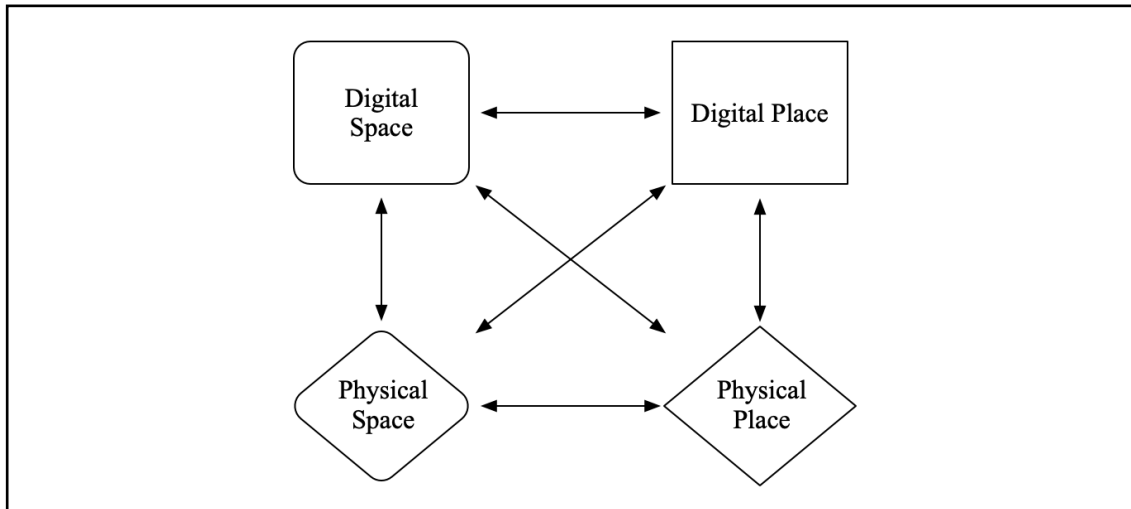 Digital
Space
Digital Place
Physical
Space
Physical
Place